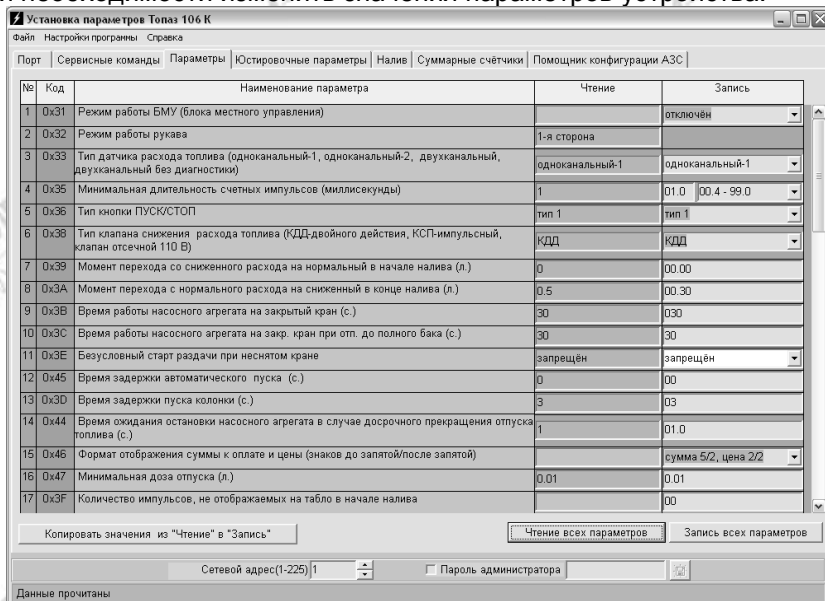 и необходимости изменить значения параметров устройства.
Установка параметров Топаз 106 К
Файл Настройки программы Справка
Порт Сервисные команды Параметры Юстировочные параметры Налив Суммарные счётчики Помощник конфигурации АЗС
№ Код Наименование параметра Чтение Запись
1 0x31 Режим работы БМУ (блока местного управления) отключён
2 0x32 Режим работы рукава 1-я сторона
3 0x33 Тип датчика расхода топлива (одноканальный-1, одноканальный-2, двухканальный,
двухканальный без диагностики) одноканальный-1 одноканальный-1
4 0x35 Минимальная длительность счетных импульсов (миллисекунды) 1 01.0 00.4 - 99.0
5 0x36 Тип кнопки ПУСК/СТОП тип 1 тип 1
6 0x38 Тип клапана снижения расхода топлива (КДД-двойного действия, КСП-импульсный,
клапан отсечной 110 В) КДД КДД
7 0x39 Момент перехода со сниженного расхода на нормальный в начале налива (л.) 0 00.00
8 0x3A Момент перехода с нормального расхода на сниженный в конце налива (л.) 0.5 00.30
9 0x3B Время работы насосного агрегата на закрытый кран (с.) 30 030
10 0x3C Время работы насосного агрегата на закр. кран при отп. до полного бака (с.) 30 30
11 0x3E Безусловный старт раздачи при неснятом кране запрещён запрещён
12 0x45 Время задержки автоматического пуска (с.) 0 00
13 0x3D Время задержки пуска колонки (с.) 3 03
14 0x44 Время ожидания остановки насосного агрегата в случае досрочного прекращения отпуска
топлива (с.) 1 01.0
15 0x46 Формат отображения суммы к оплате и цены (знаков до запятой/после запятой) сумма 5/2, цена 2/2
16 0x47 Минимальная доза отпуска (л.) 0.01 0.01
17 0x3F Количество импульсов, не отображаемых на табло в начале налива 00
Копировать значения из "Чтение" в "Запись" Чтение всех параметров Запись всех параметров
Сетевой адрес(1-225) 1 Пароль администратора
Данные прочитаны